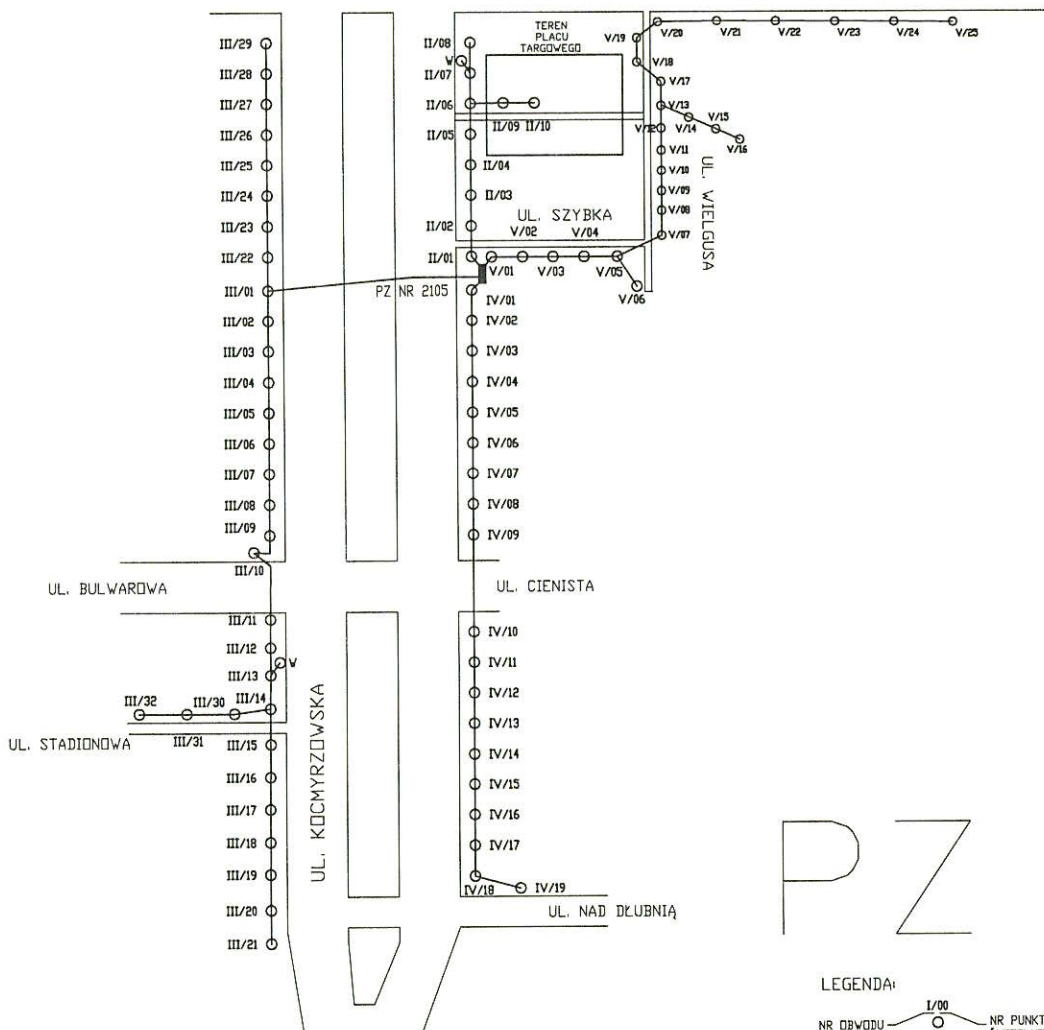 III/29
III/28
III/27
III/26
III/25
III/24
III/23
III/22
III/01
III/02
III/03
III/04
III/05
III/06
III/07
III/08
III/09
III/10
UL. BULWAROWA
III/11
III/12
W
III/13
III/14
III/32
III/30
III/31
UL. STADIONOWA
III/15
III/16
III/17
III/18
III/19
III/20
III/21
UL. KOCMYRZOWSKA
II/08
W
II/07
II/06
II/09
II/10
II/05
II/04
II/03
II/02
II/01
TEREN
PLACU
TARGOWEGO
UL. SZYBKA
V/02
V/04
V/01
V/03
V/05
V/06
PZ NR 2105
V/19
V/20
V/21
V/22
V/23
V/24
V/25
V/18
V/17
V/13
V/15
V/12
V/14
V/16
V/11
V/10
V/09
V/08
V/07
UL. WIELGUSA
IV/01
IV/02
IV/03
IV/04
IV/05
IV/06
IV/07
IV/08
IV/09
UL. CIENISTA
IV/10
IV/11
IV/12
IV/13
IV/14
IV/15
IV/16
IV/17
IV/18
IV/19
UL. NAD DŁUBNIĄ
PZ
LEGENDA:
I/00
NR OBWODU
NR PUNKT